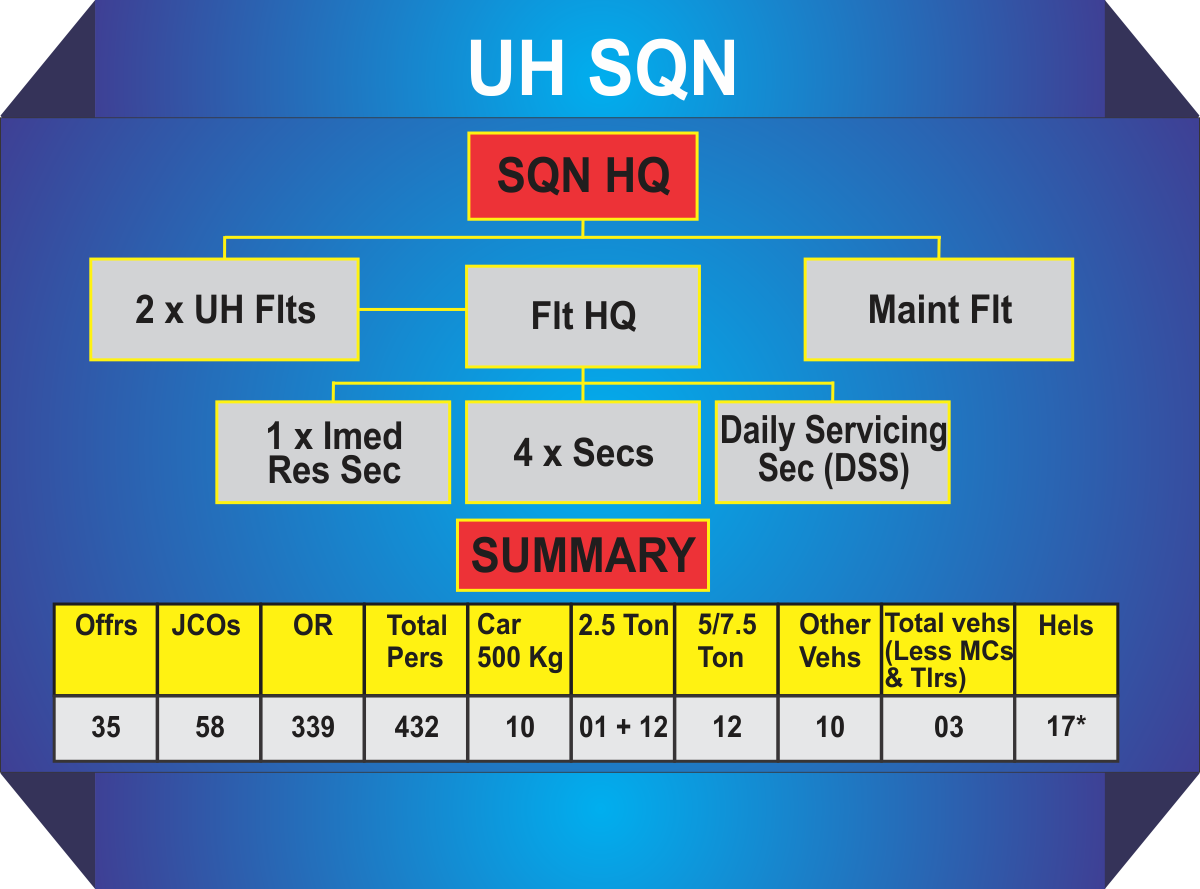 UH SQN
SQN HQ
2 x UH Flts
Flt HQ
Maint Flt
1 x Imed
Res Sec
4 x Secs
Daily Servicing
Sec (DSS)
SUMMARY
Offrs
JCOs
OR
Total
Pers
Car
500 Kg
2.5 Ton
5/7.5
Ton
Other
Vehs
Total vehs
(Less MCs
& Tlrs)
Hels
35
58
339
432
10
01 + 12
12
10
03
17*